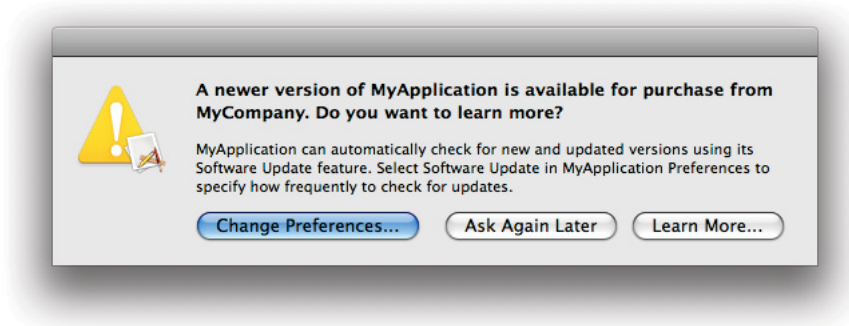 A newer version of MyApplication is available for purchase from
MyCompany. Do you want to learn more?
MyApplication can automatically check for new and updated versions using its
Software Update feature. Select Software Update in MyApplication Preferences to
specify how frequently to check for updates.
Change Preferences... Ask Again Later Learn More...